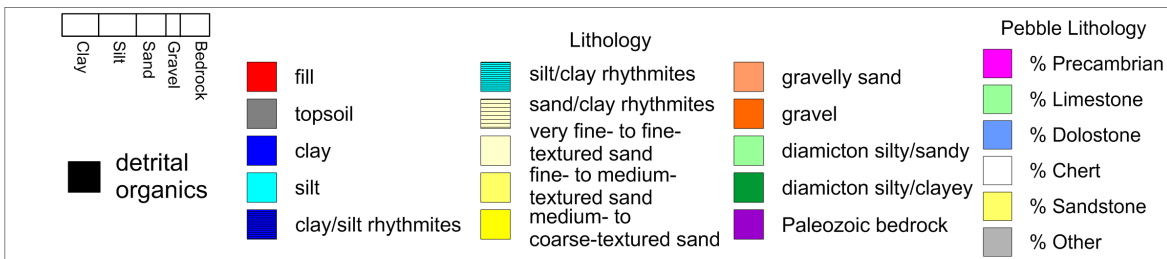 Clay
Silt
Sand
Gravel
Bedrock
detrital
organics
Lithology
fill
topsoil
clay
silt
clay/silt rhythmites
silt/clay rhythmites
sand/clay rhythmites
very fine- to fine-
textured sand
fine- to medium-
textured sand
medium- to
coarse-textured sand
gravelly sand
gravel
diamicton silty/sandy
diamicton silty/clayey
Paleozoic bedrock
Pebble Lithology
% Precambrian
% Limestone
% Dolostone
% Chert
% Sandstone
% Other